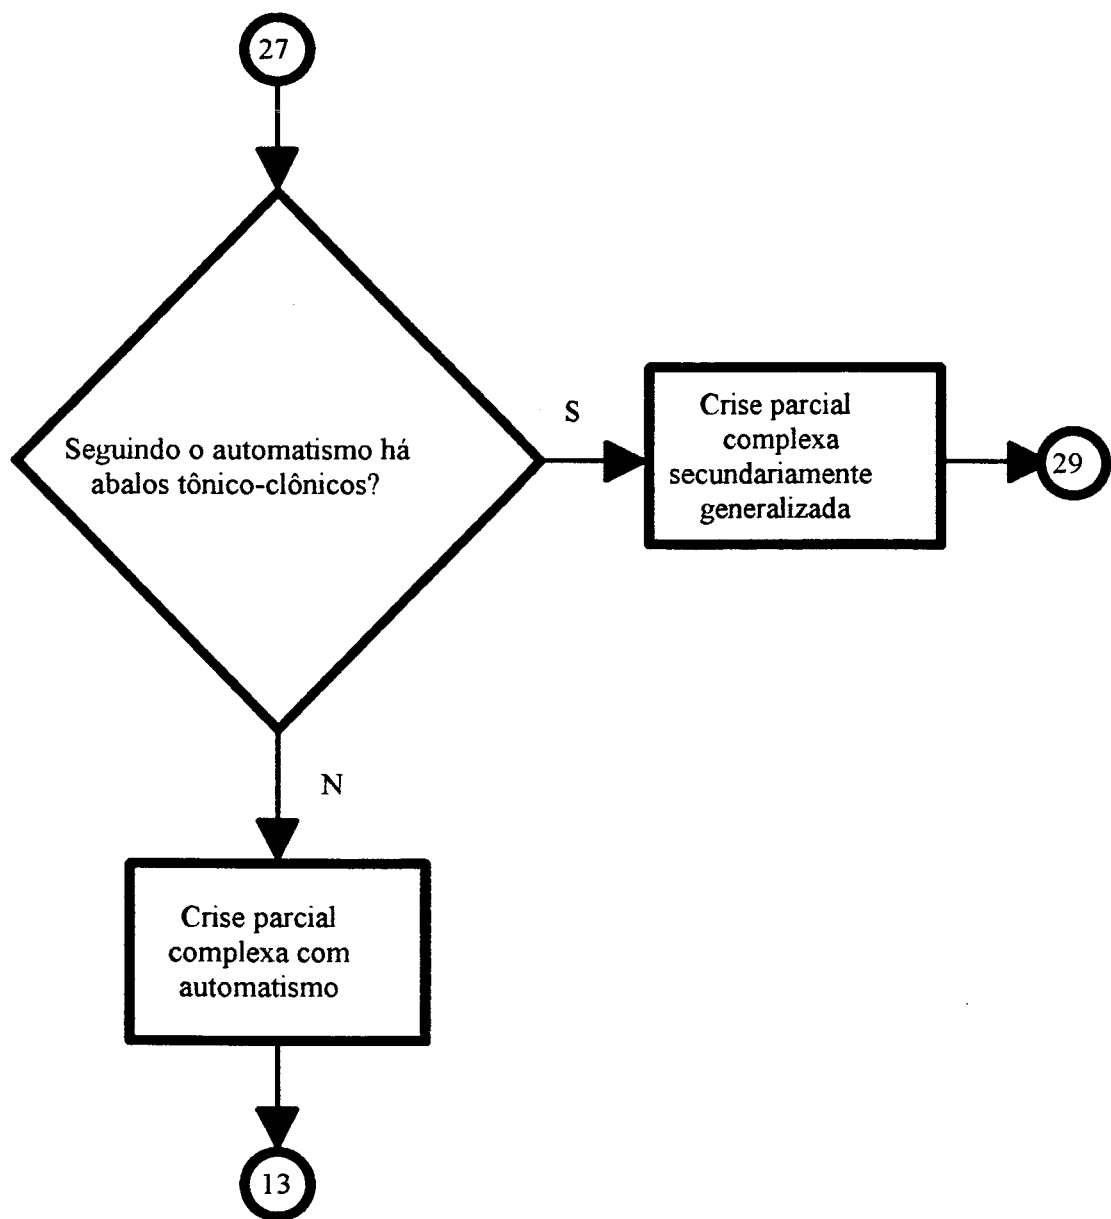 27
Seguindo o automatismo há
abalos tônico-clônicos?
S
Crise parcial
complexa
secundariamente
generalizada
29
N
Crise parcial
complexa com
automatismo
13